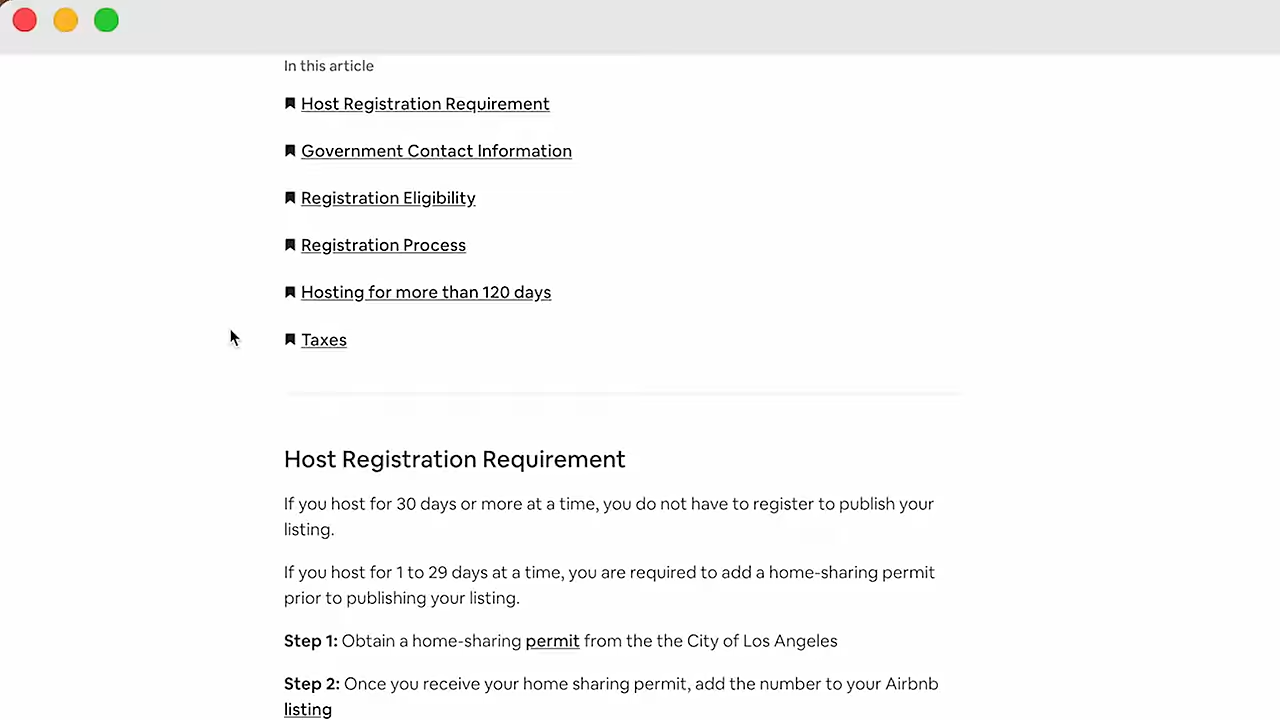 In this article
Host Registration Requirement
Government Contact Information
Registration Eligibility
Registration Process
Hosting for more than 120 days
Taxes
Host Registration Requirement
If you host for 30 days or more at a time, you do not have to register to publish your
listing.
If you host for 1 to 29 days at a time, you are required to add a home-sharing permit
prior to publishing your listing.
Step 1: Obtain a home-sharing permit from the the City of Los Angeles
Step 2: Once you receive your home sharing permit, add the number to your Airbnb
listing